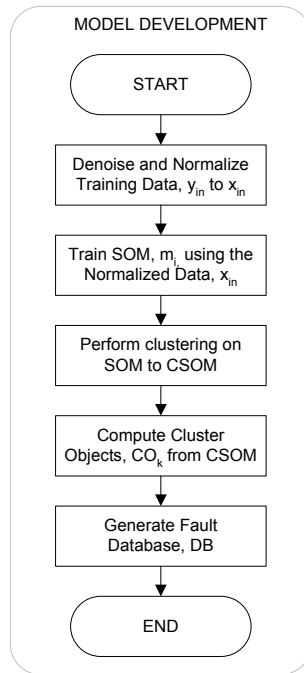 MODEL DEVELOPMENT
START
Denoise and Normalize
Training Data, y_in to x_in
Train SOM, m_i, using the
Normalized Data, x_in
Perform clustering on
SOM to CSOM
Compute Cluster
Objects, CO_k from CSOM
Generate Fault
Database, DB
END